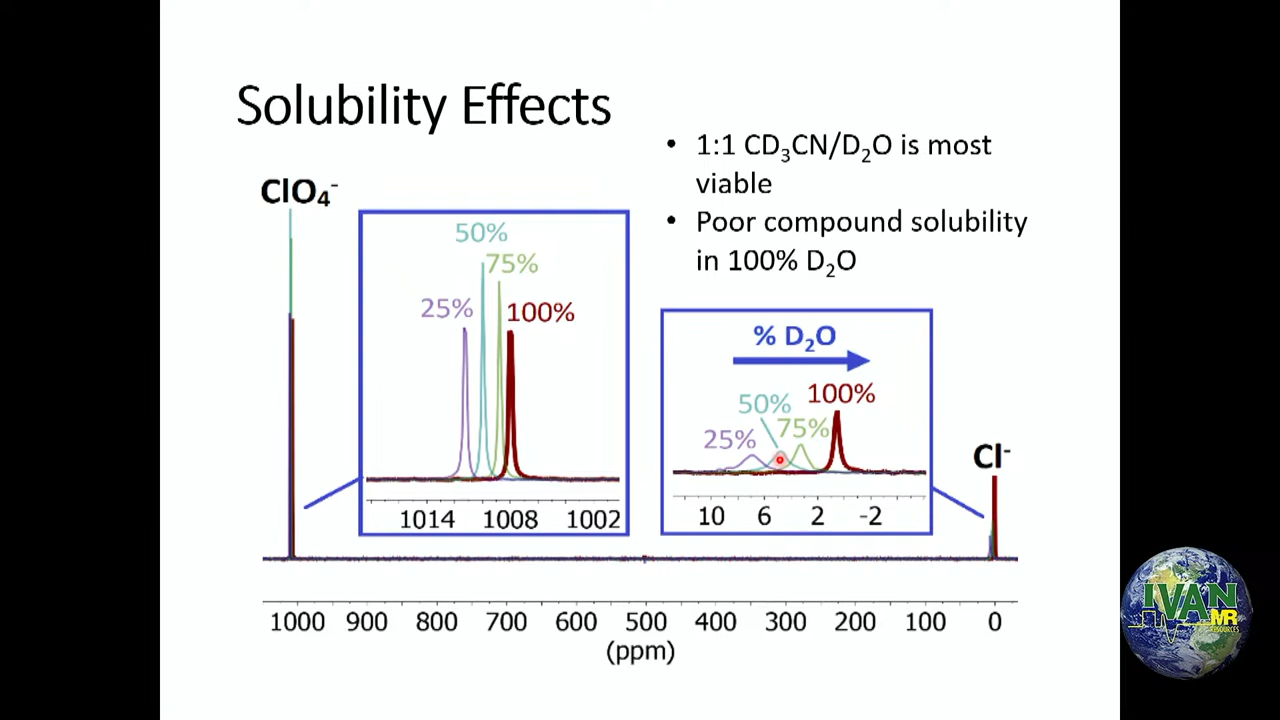 Solubility Effects
• 1:1 CD₃CN/D₂O is most
viable
• Poor compound solubility
in 100% D₂O
ClO₄⁻
50%
75%
25%
100%
1014 1008 1002
% D₂O
100%
50%
75%
25%
10 6 2 -2
Cl⁻
1000 900 800 700 600 500 400 300 200 100 0
(ppm)
IVAN
MR
RESOURCES